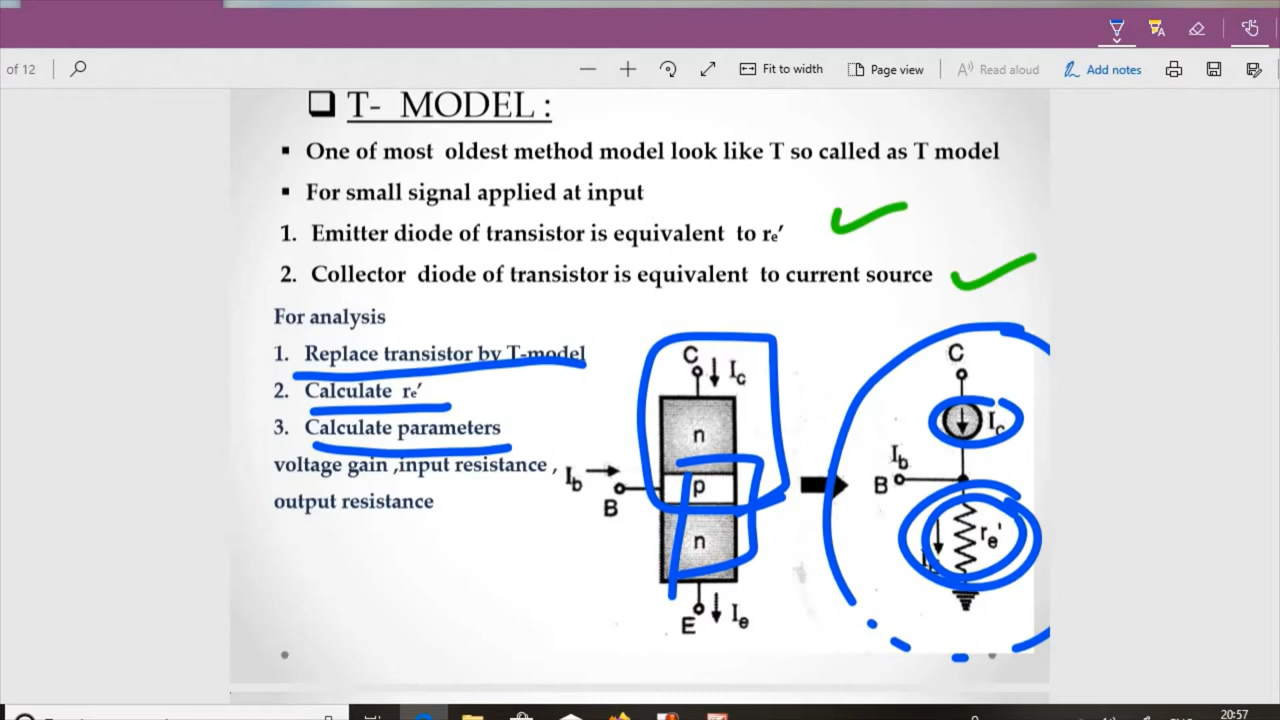 of 12
Fit to width
Page view
Read aloud
Add notes
❑ T- MODEL :
▪ One of most oldest method model look like T so called as T model
▪ For small signal applied at input
1. Emitter diode of transistor is equivalent to re′
2. Collector diode of transistor is equivalent to current source
For analysis
1. Replace transistor by T-model
2. Calculate re′
3. Calculate parameters
voltage gain ,input resistance ,
output resistance
C
Ic
n
p
n
Ib
B
E
Ie
C
Ic
Ib
B
re'
20:57